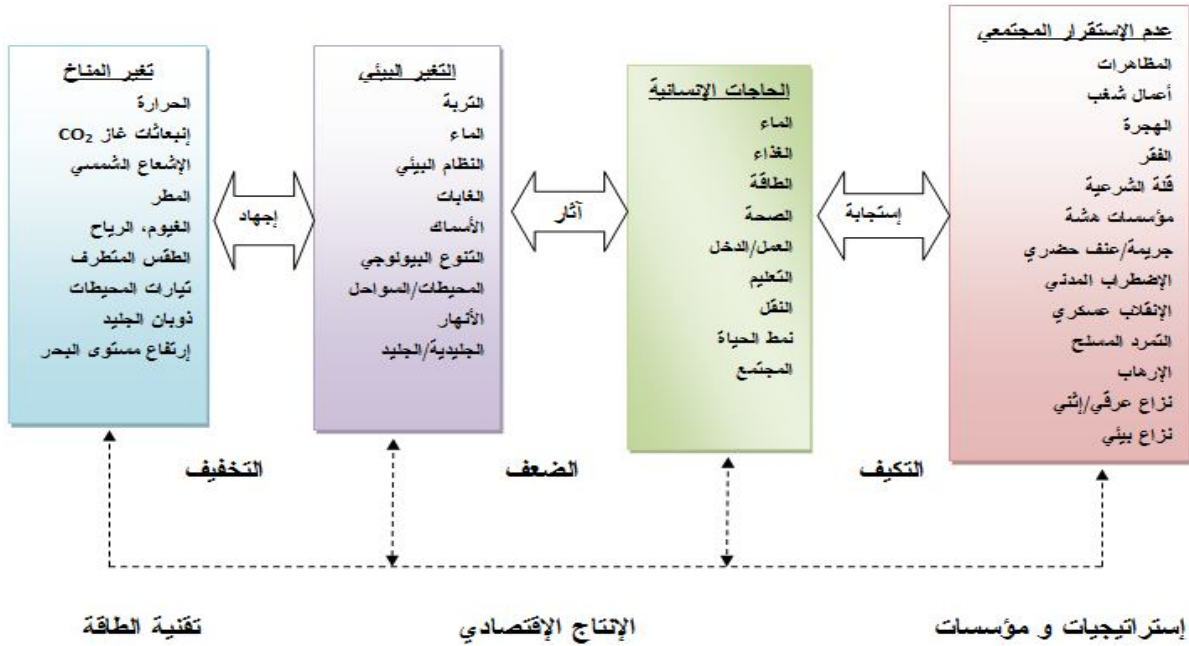 تغير المناخ
الحرارة
إنبعاثات غاز CO₂
الإشعاع الشمسي
المطر
الغيوم، الرياح
الطقس المتطرف
تيارات المحيطات
ذوبان الجليد
إرتفاع مستوى البحر
إجهاد
التغير البيئي
التربة
الماء
النظام البيئي
الغابات
الأسماك
التنوع البيولوجي
المحيطات/السواحل
الأنهار
الجليدية/الجليد
آثار
الحاجات الإنسانية
الماء
الغذاء
الطاقة
الصحة
العمل/الدخل
التعليم
النقل
نمط الحياة
المجتمع
إستجابة
عدم الإستقرار المجتمعي
المظاهرات
أعمال شغب
الهجرة
الفقر
قلة الشرعية
مؤسسات هشة
جريمة/عنف حضري
الإضطراب المدني
الإنقلاب عسكري
التمرد المسلح
الإرهاب
نزاع عرقي/إثني
نزاع بيئي
التخفيف
الضعف
التكيف
تقنية الطاقة
الإنتاج الإقتصادي
إستراتيجيات و مؤسسات